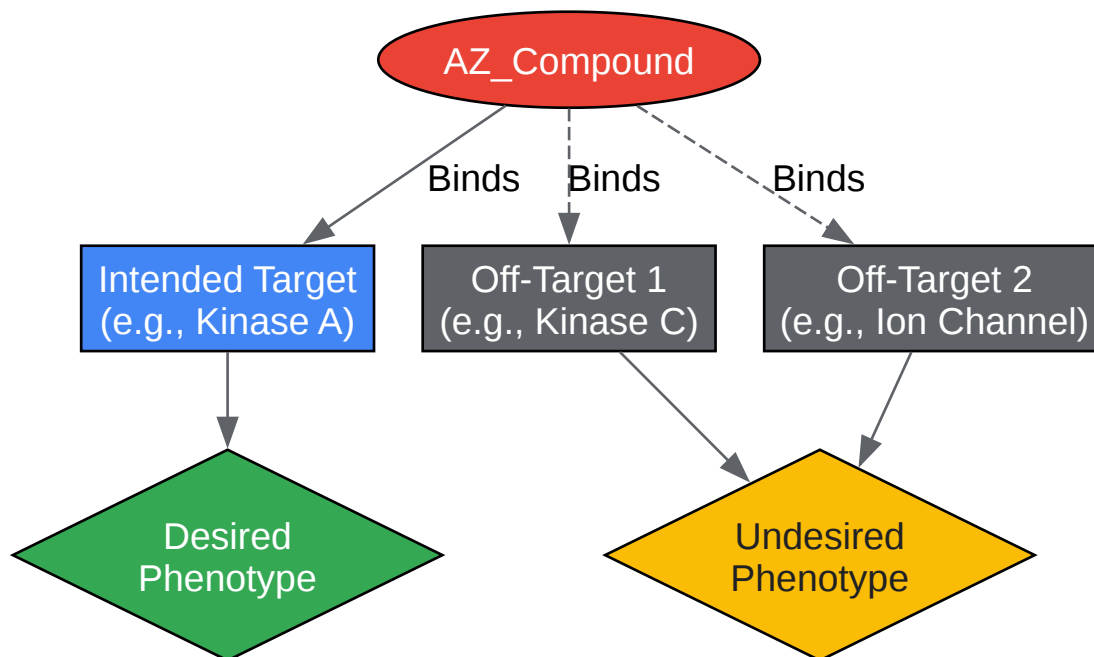 AZ_Compound
Binds
Binds
Binds
Intended Target
(e.g., Kinase A)
Off-Target 1
(e.g., Kinase C)
Off-Target 2
(e.g., Ion Channel)
Desired
Phenotype
Undesired
Phenotype